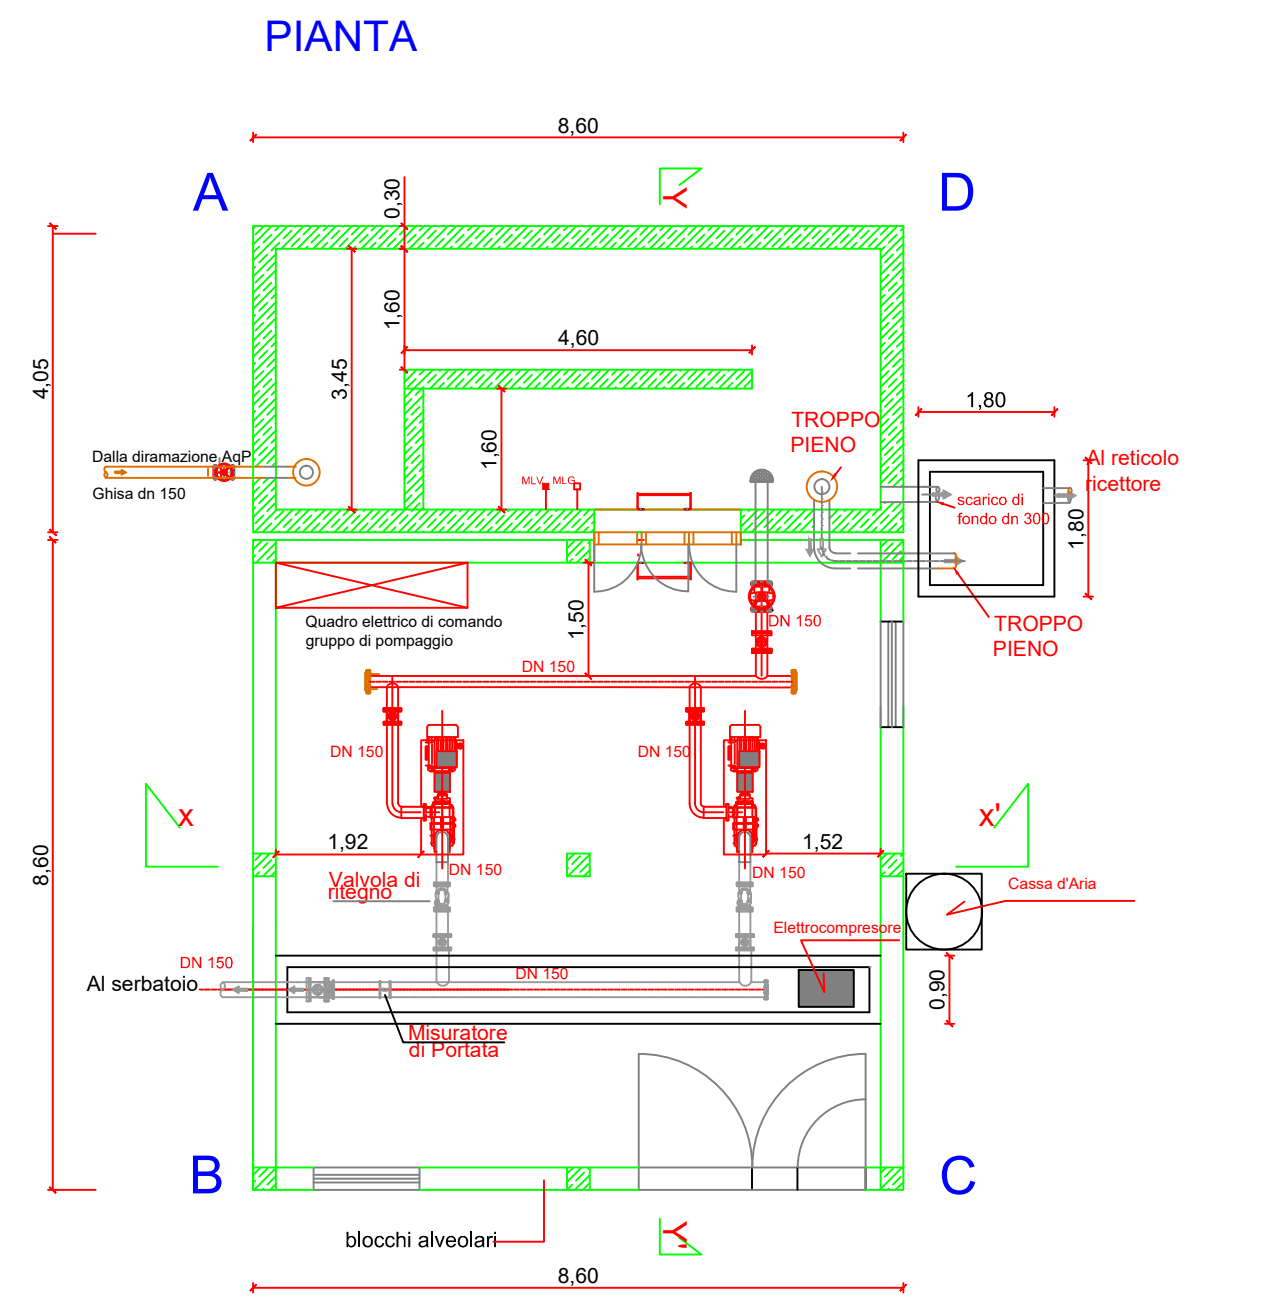 PIANTA
8,60
A
D
0,30
Y
1,60
4,60
3,45
4,05
1,80
TROPPO
PIENO
1,60
Dalla diramazione AqP
Ghisa dn 150
MLV
MLG
Al reticolo
ricettore
scarico di
fondo dn 300
1,80
Quadro elettrico di comando
gruppo di pompaggio
1,50
DN 150
TROPPO
PIENO
DN 150
DN 150
DN 150
x
x'
8,60
1,92
1,52
DN 150
DN 150
Valvola di
ritegno
Cassa d'Aria
Elettrocompresore
DN 150
DN 150
Al serbatoio
0,90
Misuratore
di Portata
B
C
blocchi alveolari
Y'
8,60